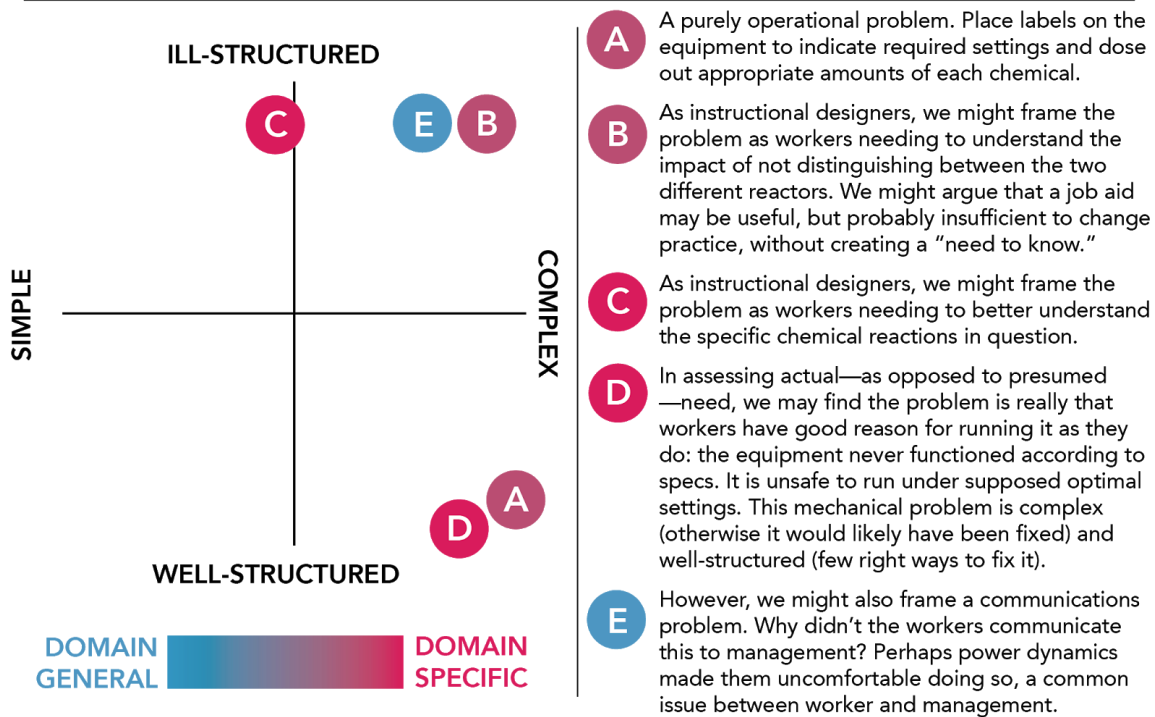 ILL-STRUCTURED
C
E
B
SIMPLE
COMPLEX
A
D
WELL-STRUCTURED
DOMAIN
GENERAL
DOMAIN
SPECIFIC
A
A purely operational problem. Place labels on the
equipment to indicate required settings and dose
out appropriate amounts of each chemical.
B
As instructional designers, we might frame the
problem as workers needing to understand the
impact of not distinguishing between the two
different reactors. We might argue that a job aid
may be useful, but probably insufficient to change
practice, without creating a “need to know.”
C
As instructional designers, we might frame the
problem as workers needing to better understand
the specific chemical reactions in question.
D
In assessing actual—as opposed to presumed
—need, we may find the problem is really that
workers have good reason for running it as they
do: the equipment never functioned according to
specs. It is unsafe to run under supposed optimal
settings. This mechanical problem is complex
(otherwise it would likely have been fixed) and
well-structured (few right ways to fix it).
E
However, we might also frame a communications
problem. Why didn’t the workers communicate
this to management? Perhaps power dynamics
made them uncomfortable doing so, a common
issue between worker and management.